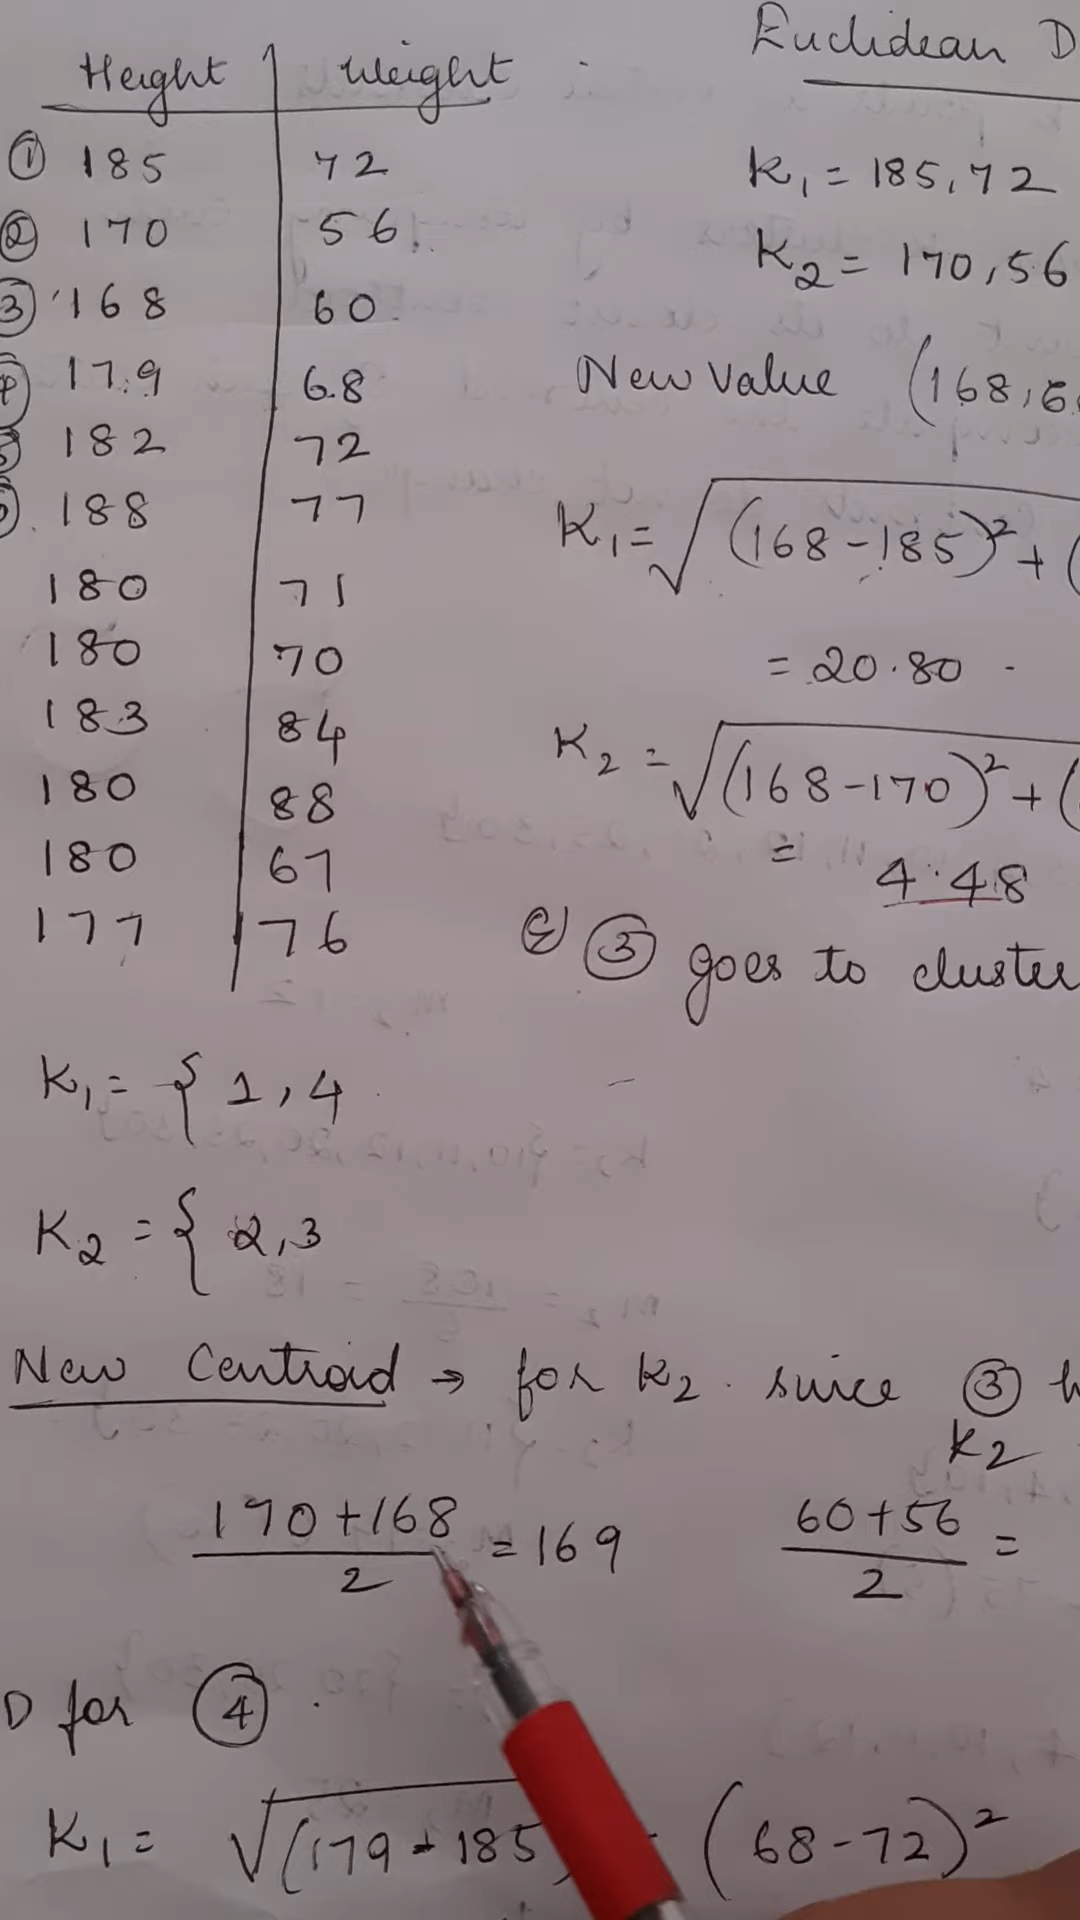 Height Weight
① 185 72
② 170 56
③ 168 60
④ 179 68
182 72
188 77
180 71
180 70
183 84
180 88
180 67
177 76
K1 = { 1, 4
K2 = { 2, 3
Euclidean D
K1 = 185, 72
K2 = 170, 56
New value (168, 6
K1 = √(168-185)² + (
= 20.80
K2 = √(168-170)² + (
= 4.48
③ goes to cluster
New Centroid → for K2. since ③ h
K2
170+168/2 = 169 60+56/2 =
D for ④
K1 = √(179-185) (68-72)²